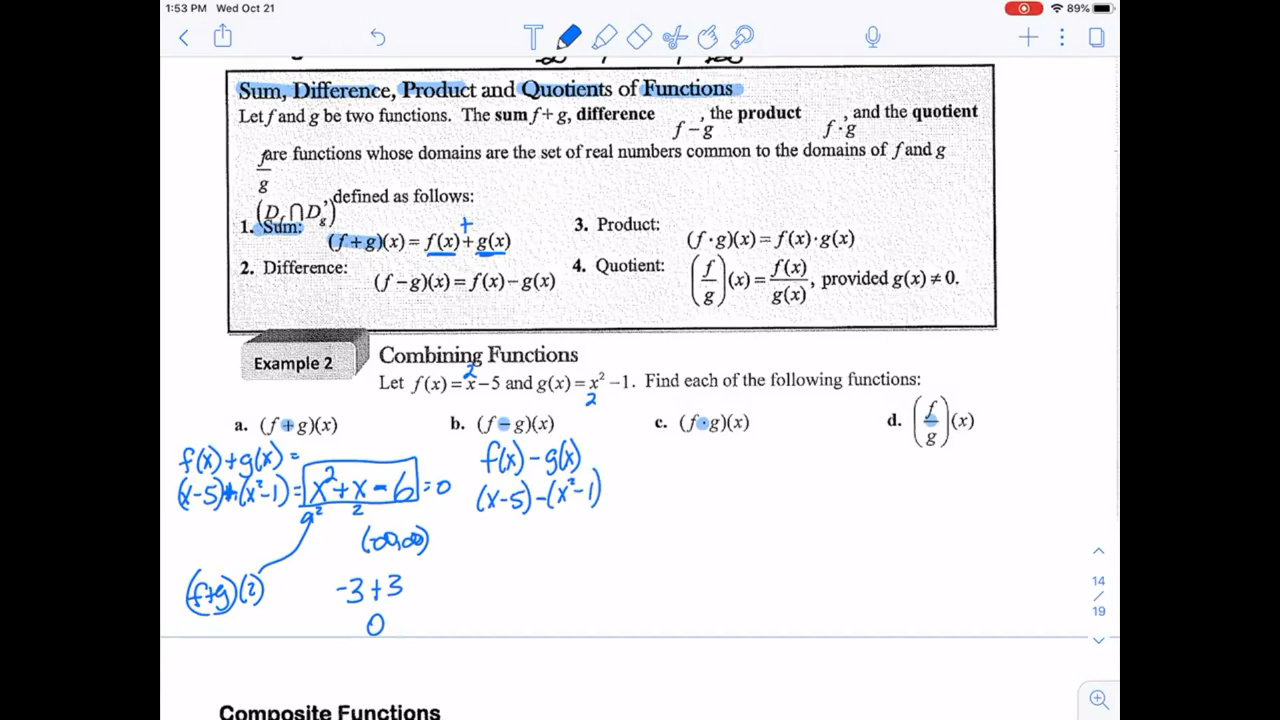 1:53 PM Wed Oct 21
89%
T
Sum, Difference, Product and Quotients of Functions
Let f and g be two functions. The sum f+g, difference f−g, the product f·g, and the quotient
f/g are functions whose domains are the set of real numbers common to the domains of f and g
(D_f ∩ D_g), defined as follows:
1. Sum: (f+g)(x)=f(x)+g(x)
+
2. Difference: (f−g)(x)=f(x)−g(x)
3. Product: (f·g)(x)=f(x)·g(x)
4. Quotient: (f/g)(x)=f(x)/g(x), provided g(x)≠0.
Example 2
Combining Functions
2
Let f(x)=x−5 and g(x)=x²−1. Find each of the following functions:
2
a. (f+g)(x)
b. (f−g)(x)
c. (f·g)(x)
d. (f/g)(x)
f(x)+g(x)=
(x-5)+(x²-1)=x²+x-6=0
2
(-∞,∞)
(f+g)(2)
-3+3
0
f(x)-g(x)
(x-5)-(x²-1)
14
/
19
Composite Functions